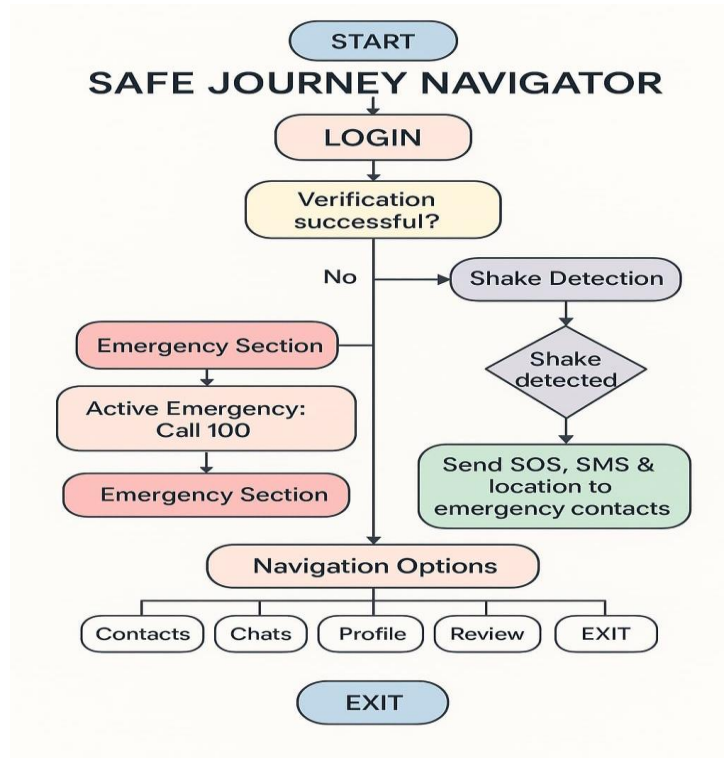 START
SAFE JOURNEY NAVIGATOR
LOGIN
Verification
successful?
No
Shake Detection
Emergency Section
Shake
detected
Active Emergency:
Call 100
Emergency Section
Send SOS, SMS &
location to
emergency contacts
Navigation Options
Contacts
Chats
Profile
Review
EXIT
EXIT